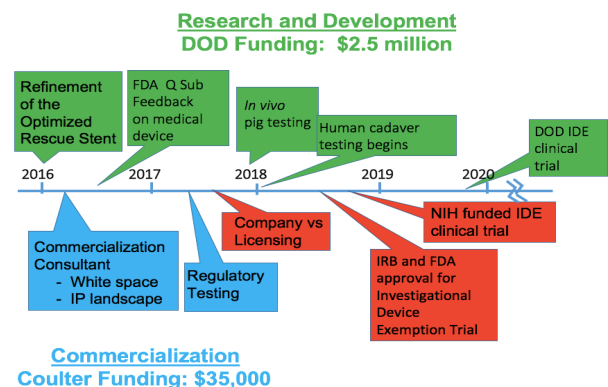 Research and Development
DOD Funding: $2.5 million
Refinement
of the
Optimized
Rescue Stent
FDA Q Sub
Feedback
on medical
device
In vivo
pig testing
Human cadaver
testing begins
DOD IDE
clinical
trial
2016
2017
2018
2019
2020
Commercialization
Consultant
- White space
- IP landscape
Regulatory
Testing
Company vs
Licensing
IRB and FDA
approval for
Investigational
Device
Exemption Trial
NIH funded IDE
clinical trial
Commercialization
Coulter Funding: $35,000